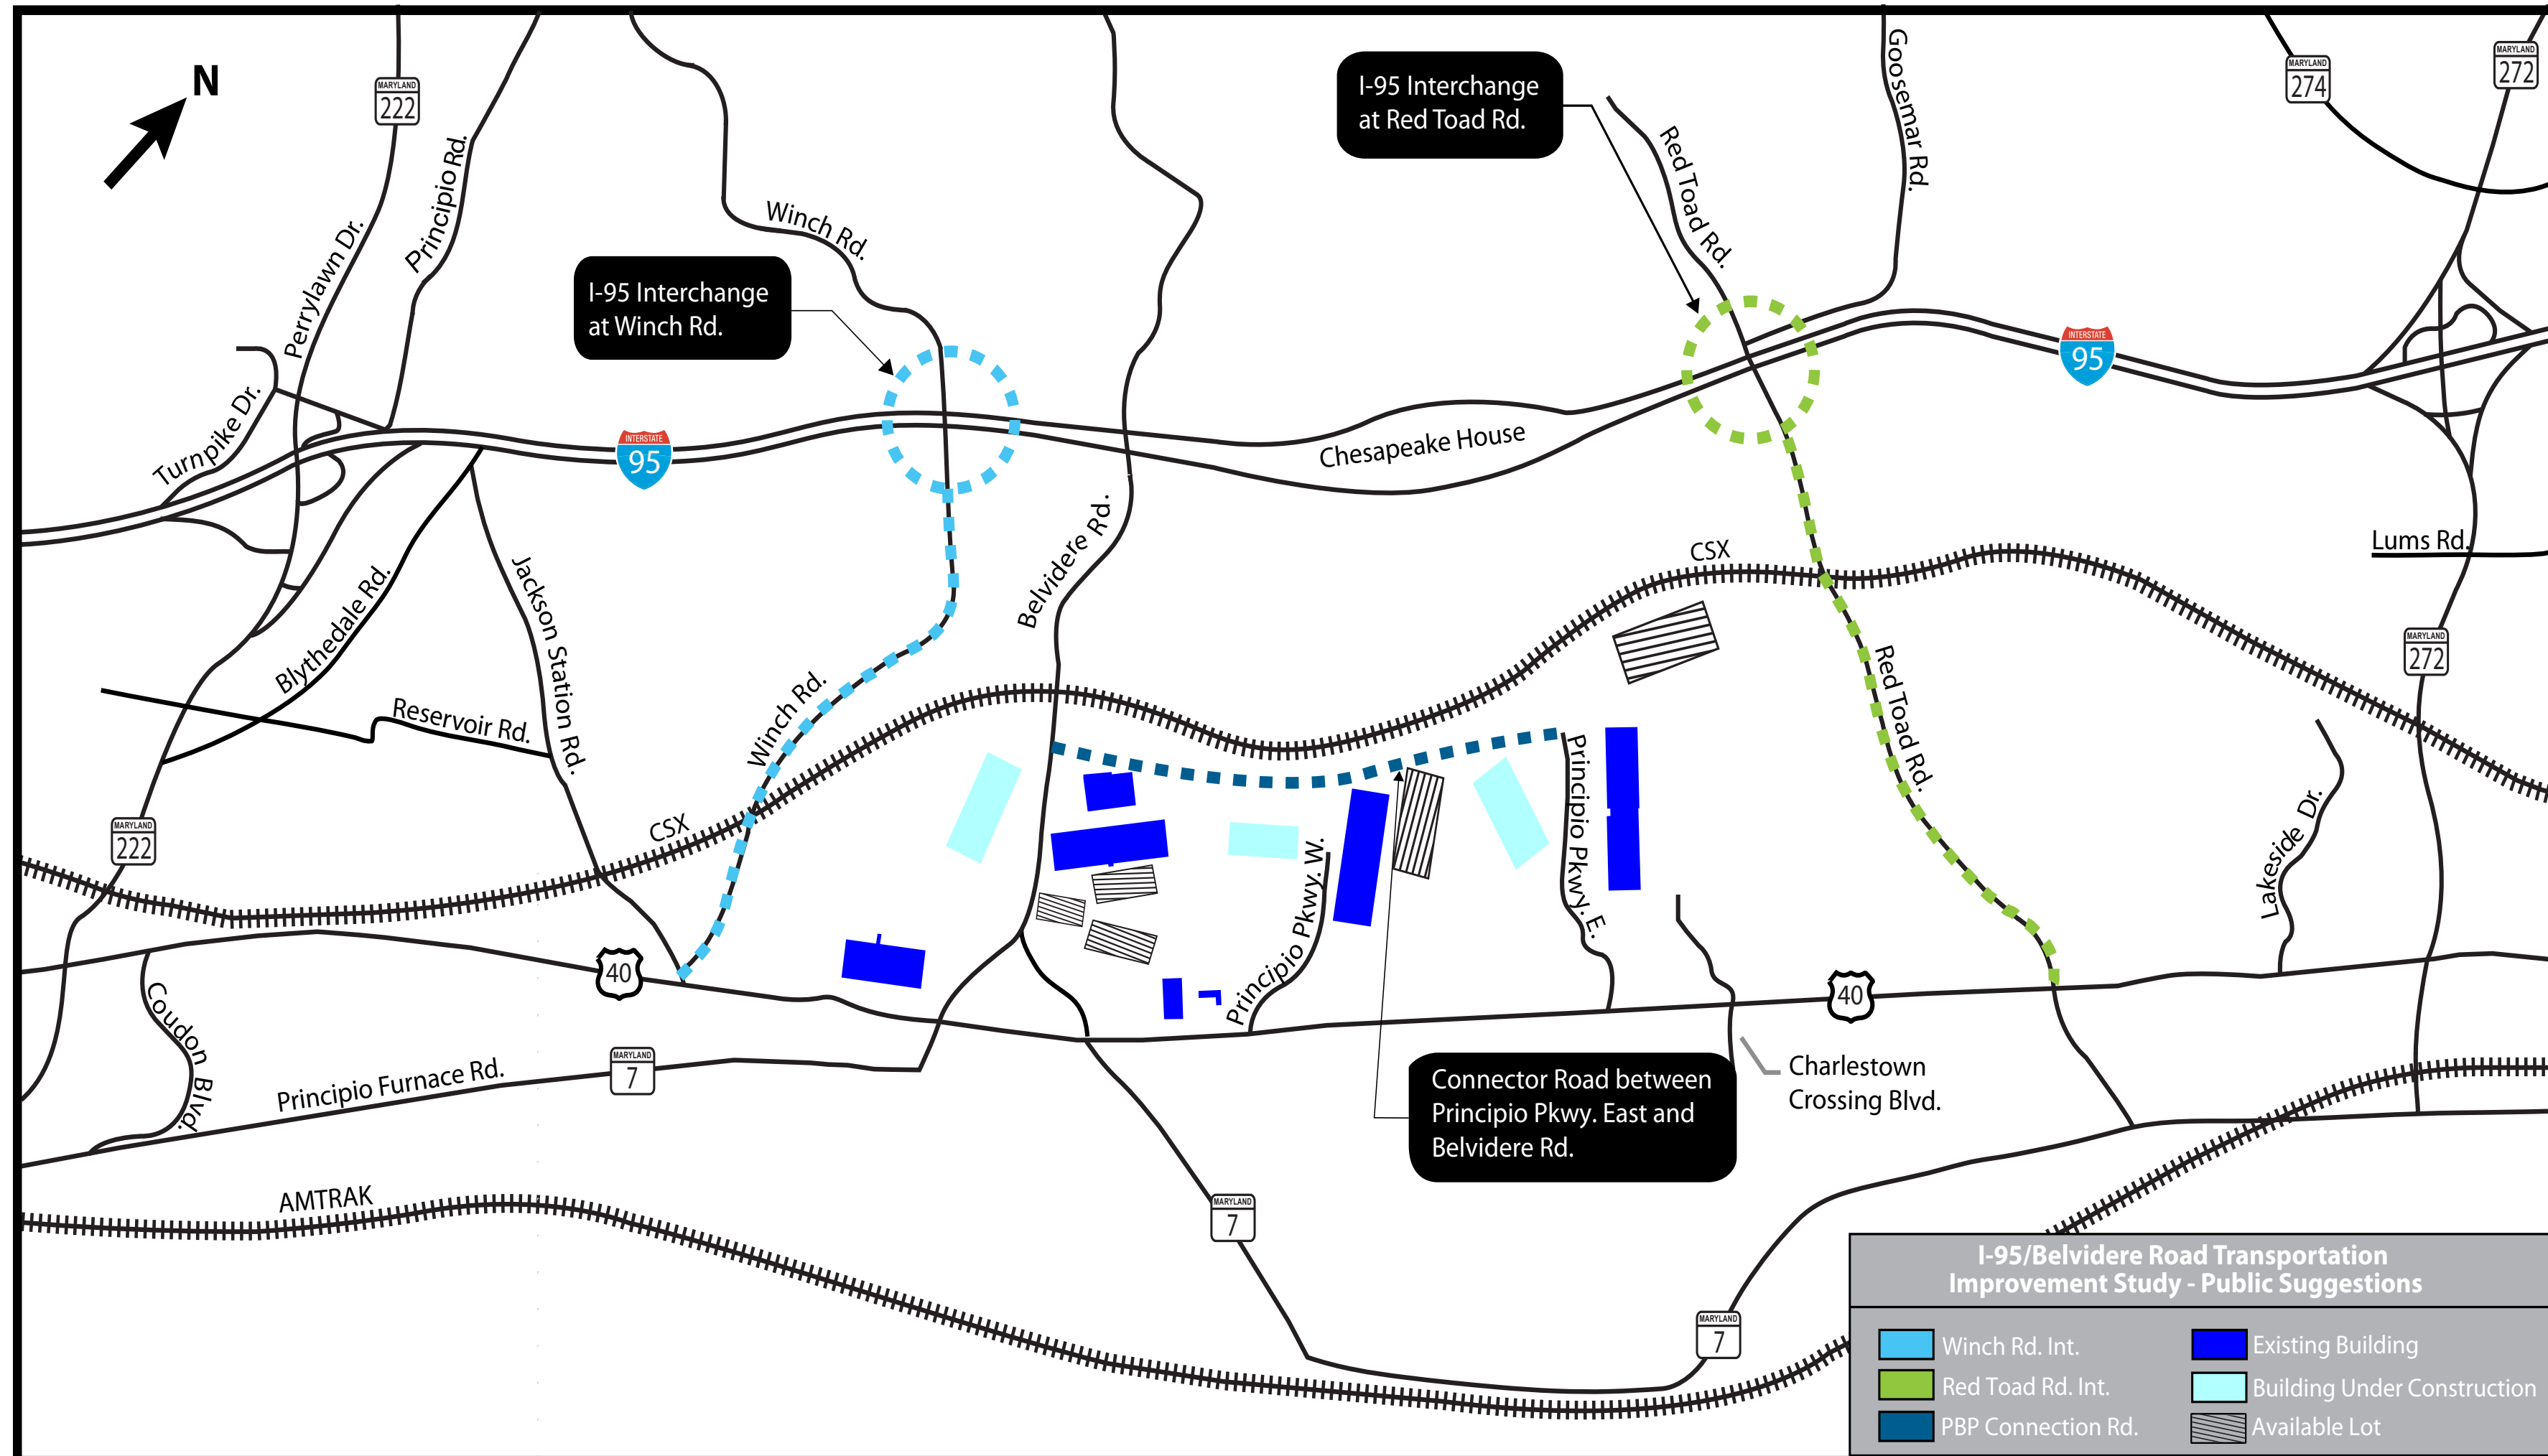 N
MARYLAND
222
Principio Rd.
Perrylawn Dr.
Turnpike Dr.
Winch Rd.
I-95 Interchange
at Winch Rd.
I-95 Interchange
at Red Toad Rd.
Red Toad Rd.
Goosemar Rd.
MARYLAND
274
MARYLAND
272
INTERSTATE
95
INTERSTATE
95
Chesapeake House
Belvidere Rd.
CSX
Lums Rd.
Jackson Station Rd.
Blythedale Rd.
Reservoir Rd.
Winch Rd.
Red Toad Rd.
MARYLAND
272
MARYLAND
222
CSX
Principio Pkwy. E.
Principio Pkwy. W.
Lakeside Dr.
40
40
Coudon Blvd.
Principio Furnace Rd.
MARYLAND
7
Connector Road between
Principio Pkwy. East and
Belvidere Rd.
Charlestown
Crossing Blvd.
AMTRAK
MARYLAND
7
MARYLAND
7
I-95/Belvidere Road Transportation
Improvement Study - Public Suggestions
Winch Rd. Int.
Existing Building
Red Toad Rd. Int.
Building Under Construction
PBP Connection Rd.
Available Lot